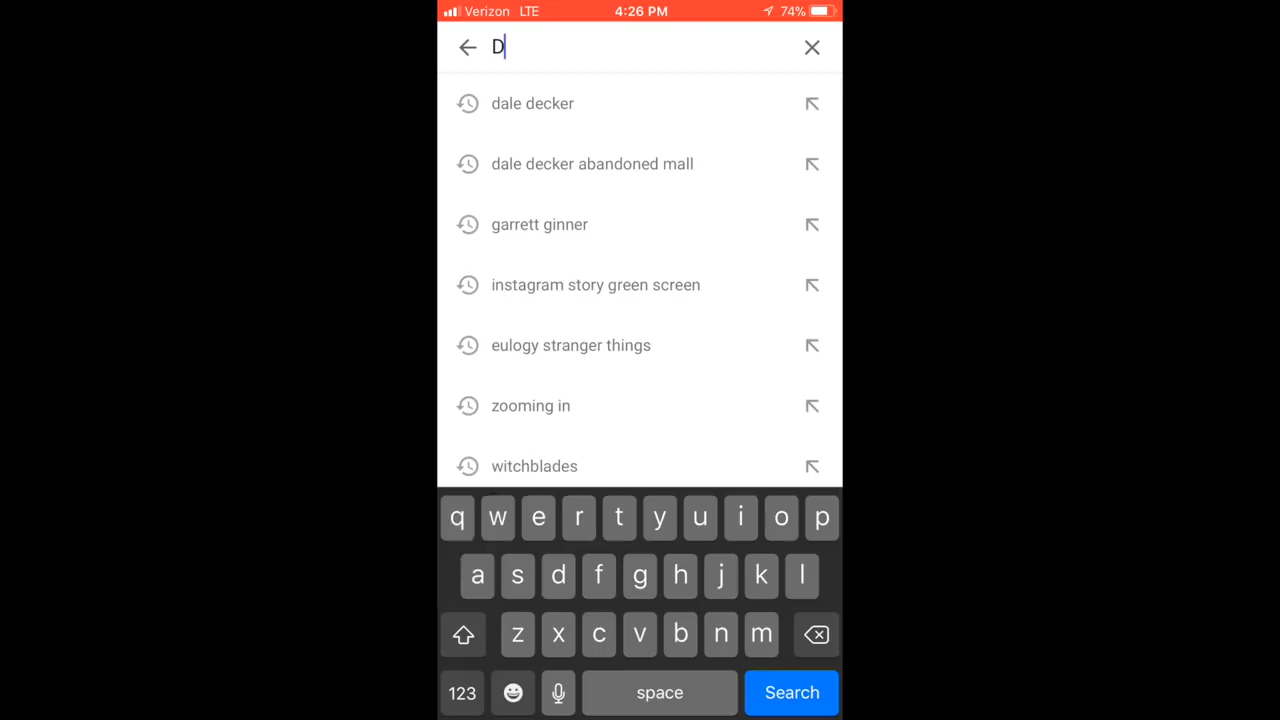 Verizon LTE 4:26 PM 74%
D
dale decker
dale decker abandoned mall
garrett ginner
instagram story green screen
eulogy stranger things
zooming in
witchblades
q w e r t y u i o p
a s d f g h j k l
z x c v b n m
123 space Search